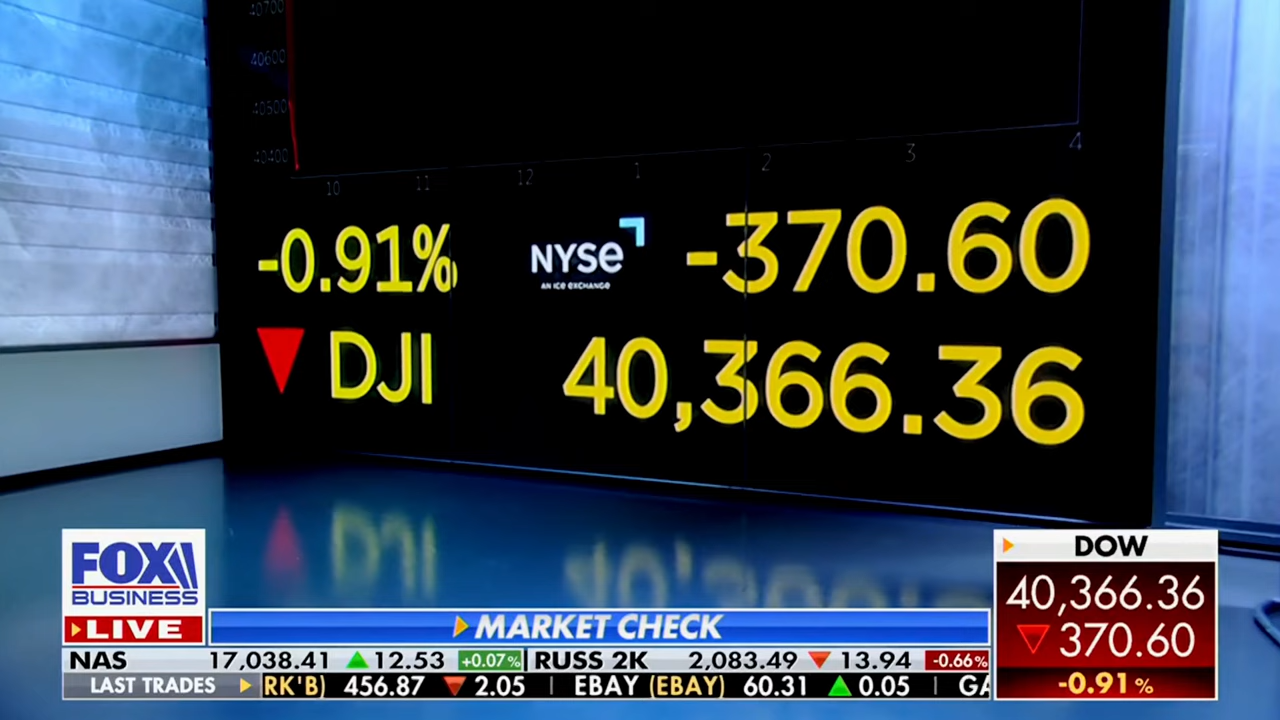 40700
40600
40500
40400
10 11 12 1 2 3 4
-0.91% NYSE -370.60
AN ICE EXCHANGE
▼ DJI 40,366.36
FOX
BUSINESS
LIVE
MARKET CHECK
NAS 17,038.41 ▲ 12.53 +0.07% RUSS 2K 2,083.49 ▼ 13.94 -0.66%
LAST TRADES RK'B) 456.87 ▼ 2.05 | EBAY (EBAY) 60.31 ▲ 0.05 | GA
DOW
40,366.36
▼ 370.60
-0.91%